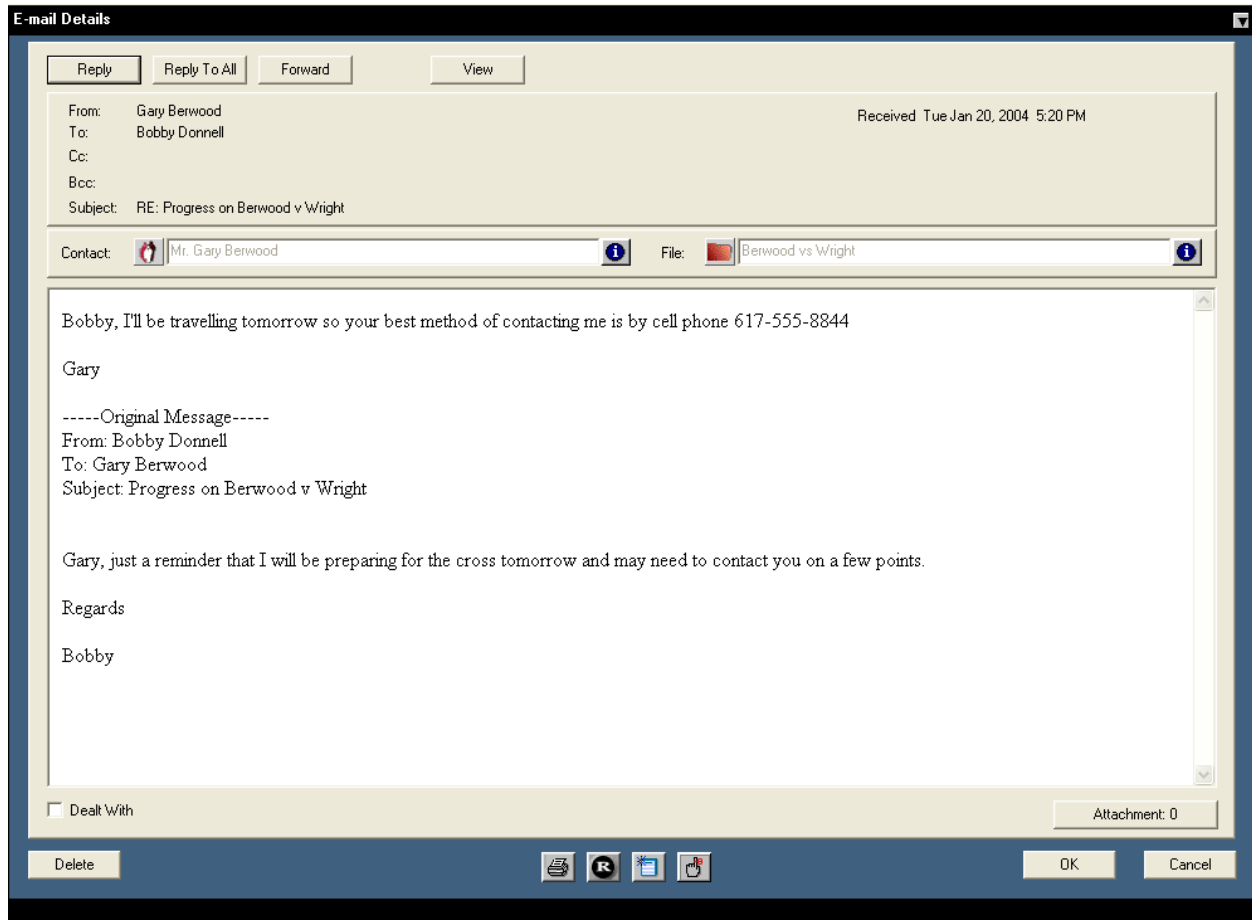 E-mail Details
Reply Reply To All Forward View
From: Gary Berwood Received Tue Jan 20, 2004 5:20 PM
To: Bobby Donnell
Cc:
Bcc:
Subject: RE: Progress on Berwood v Wright
Contact: Mr. Gary Berwood File: Berwood vs Wright
Bobby, I'll be travelling tomorrow so your best method of contacting me is by cell phone 617-555-8844
Gary
-----Original Message-----
From: Bobby Donnell
To: Gary Berwood
Subject: Progress on Berwood v Wright
Gary, just a reminder that I will be preparing for the cross tomorrow and may need to contact you on a few points.
Regards
Bobby
Dealt With Attachment: 0
Delete R OK Cancel